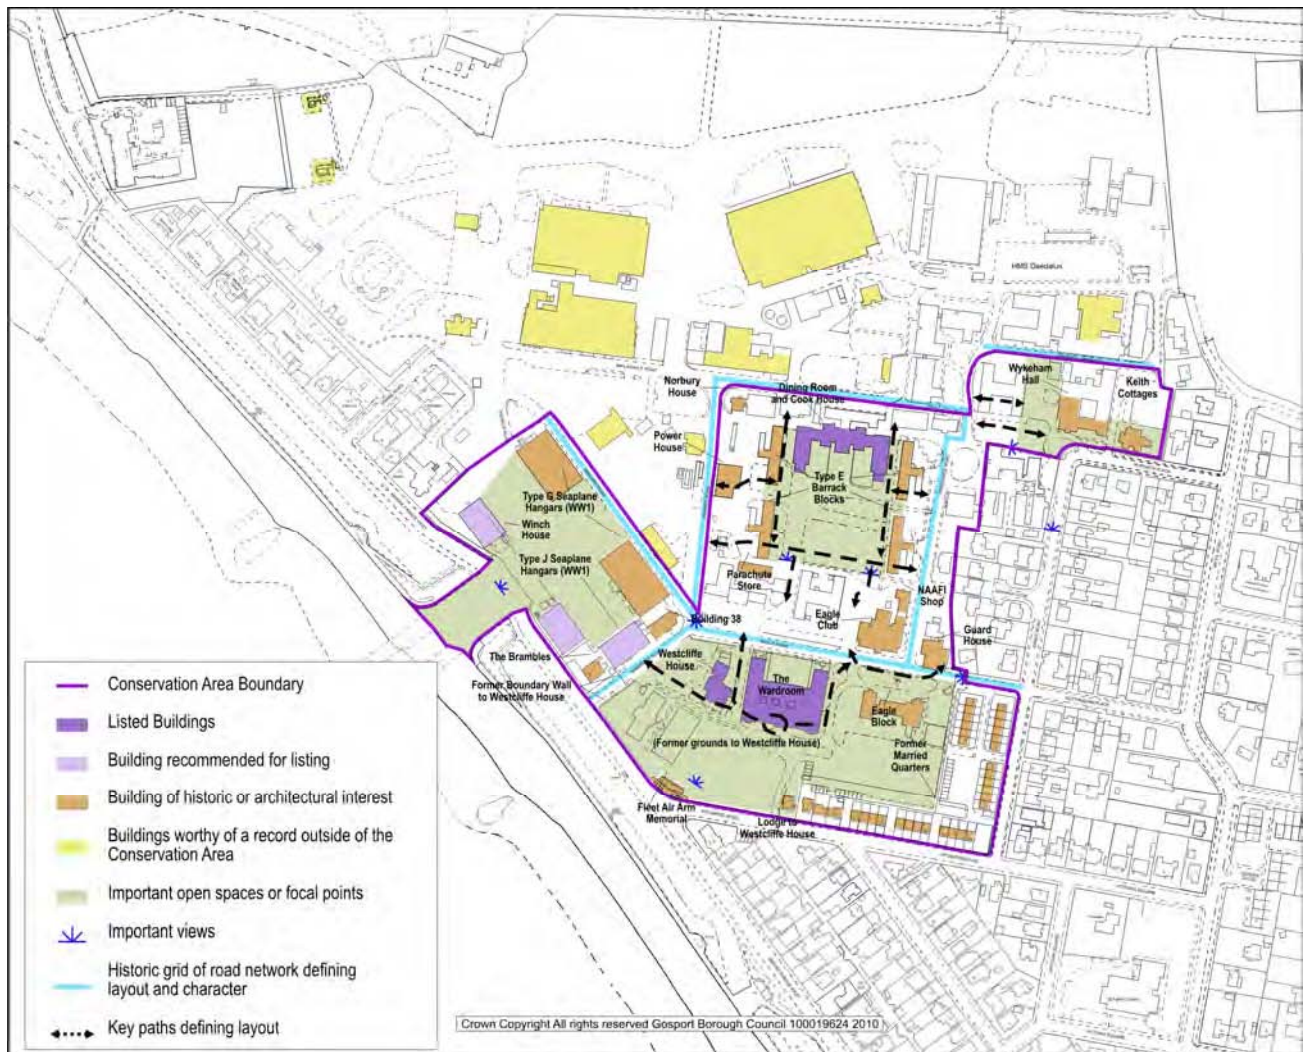 HMS Daedalus
Wykeham
Hall
Keith
Cottages
Norbury
House
Dining Room
and Cook House
Power
House
Type E
Barrack
Blocks
Type G Seaplane
Hangars (WW1)
Winch
House
Type J Seaplane
Hangars (WW1)
Parachute
Store
NAAFI
Shop
Eagle
Club
Building 38
Guard
House
The Brambles
Westcliffe
House
Former Boundary Wall
to Westcliffe House
The
Wardroom
Eagle
Block
(Former grounds to Westcliffe House)
Former
Married
Quarters
Fleet Air Arm
Memorial
Lodge to
Westcliffe House
Conservation Area Boundary
Listed Buildings
Building recommended for listing
Building of historic or architectural interest
Buildings worthy of a record outside of the
Conservation Area
Important open spaces or focal points
Important views
Historic grid of road network defining
layout and character
Key paths defining layout
Crown Copyright All rights reserved Gosport Borough Council 100019624 2010